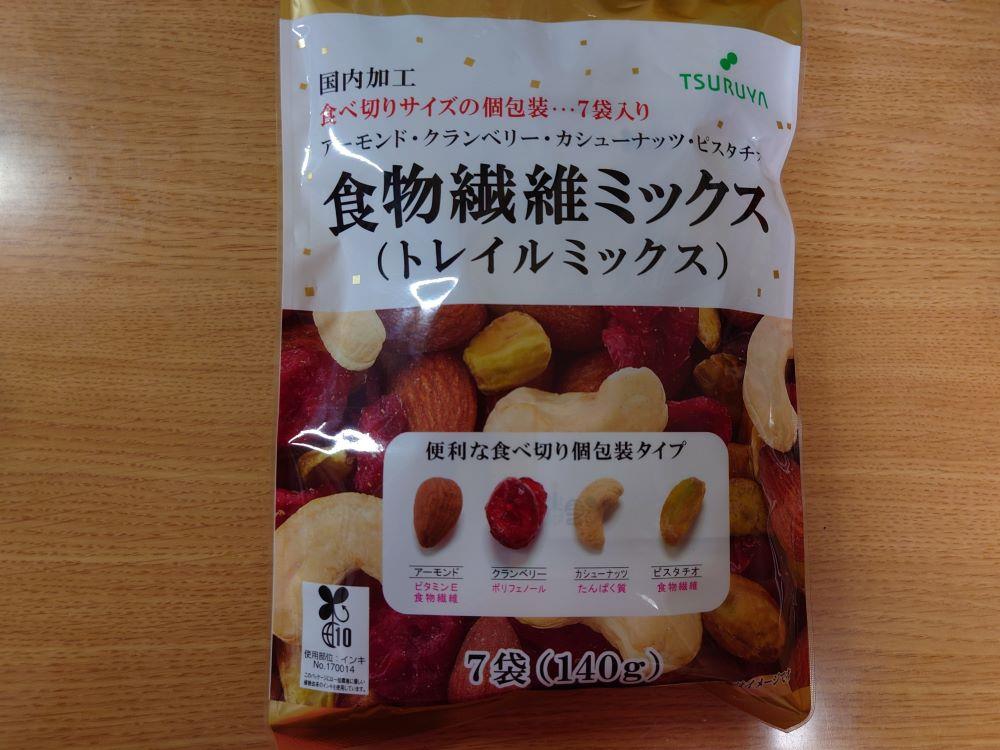 TSURUYA
国内加工
食べ切りサイズの個包装…7袋入り
アーモンド・クランベリー・カシューナッツ・ピスタチオ
食物繊維ミックス
(トレイルミックス)
便利な食べ切り個包装タイプ
アーモンド クランベリー カシューナッツ ピスタチオ
ビタミンE ポリフェノール たんぱく質 食物繊維
食物繊維
10
使用部位:インキ
No.170014
7袋(140g)